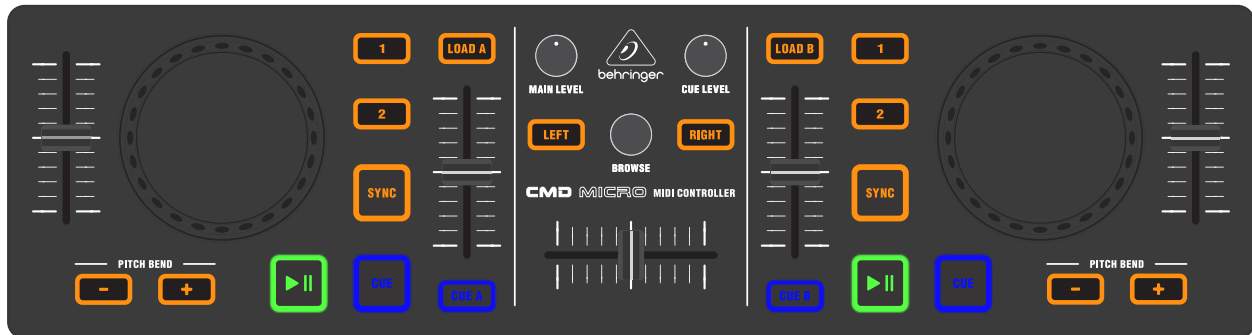 1
LOAD A
2
SYNC
PITCH BEND
-
+
CUE
CUE A
behringer
MAIN LEVEL
CUE LEVEL
LEFT
RIGHT
BROWSE
CMD MICRO MIDI CONTROLLER
LOAD B
1
2
SYNC
CUE B
CUE
PITCH BEND
-
+